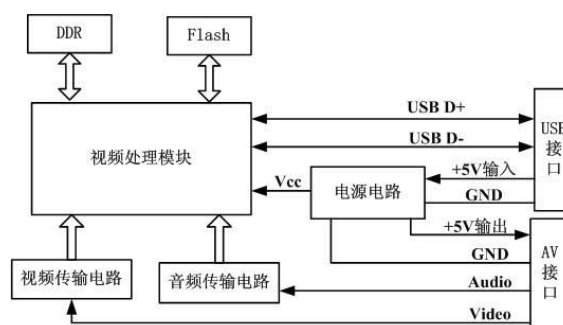 DDR
Flash
USB D+
USB D-
USB
接
口
视频处理模块
Vcc
电源电路
+5V输入
GND
+5V输出
GND
AV
接
口
视频传输电路
音频传输电路
Audio
Video